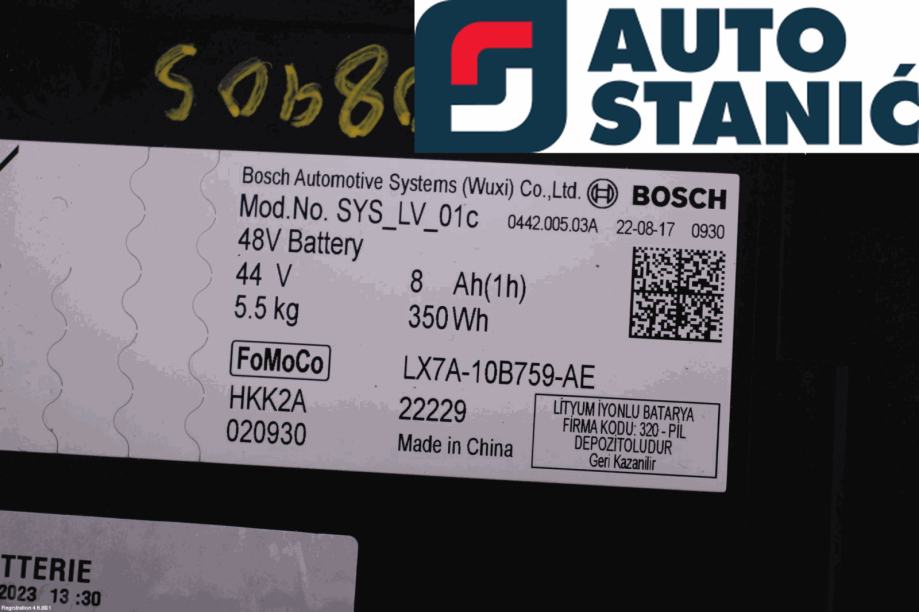 AUTO
STANIĆ
Bosch Automotive Systems (Wuxi) Co.,Ltd. BOSCH
Mod.No. SYS_LV_01c 0442.005.03A 22-08-17 0930
48V Battery
44 V 8 Ah(1h)
5.5 kg 350Wh
FoMoCo LX7A-10B759-AE
HKK2A 22229
020930 Made in China
LİTYUM İYONLU BATARYA
FİRMA KODU: 320 - PİL
DEPOZİTOLUDUR
Geri Kazanilir
TTERIE
2023 13:30